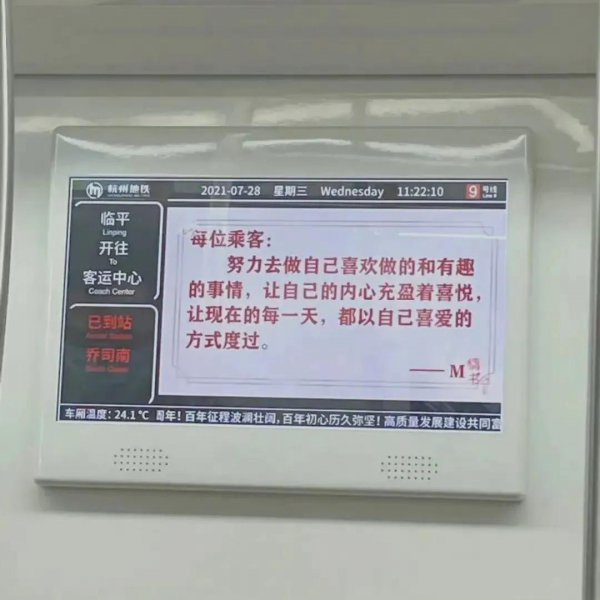 杭州地铁
2021-07-28 星期三 Wednesday 11:22:10
9 号线
Line 9
临平
Linping
开往
To
客运中心
Coach Center
已到站
乔司南
每位乘客：
努力去做自己喜欢做的和有趣
的事情，让自己的内心充盈着喜悦，
让现在的每一天，都以自己喜爱的
方式度过。
——M
情书
车厢温度：24.1℃ 周年！百年征程波澜壮阔，百年初心历久弥坚！高质量发展建设共同富